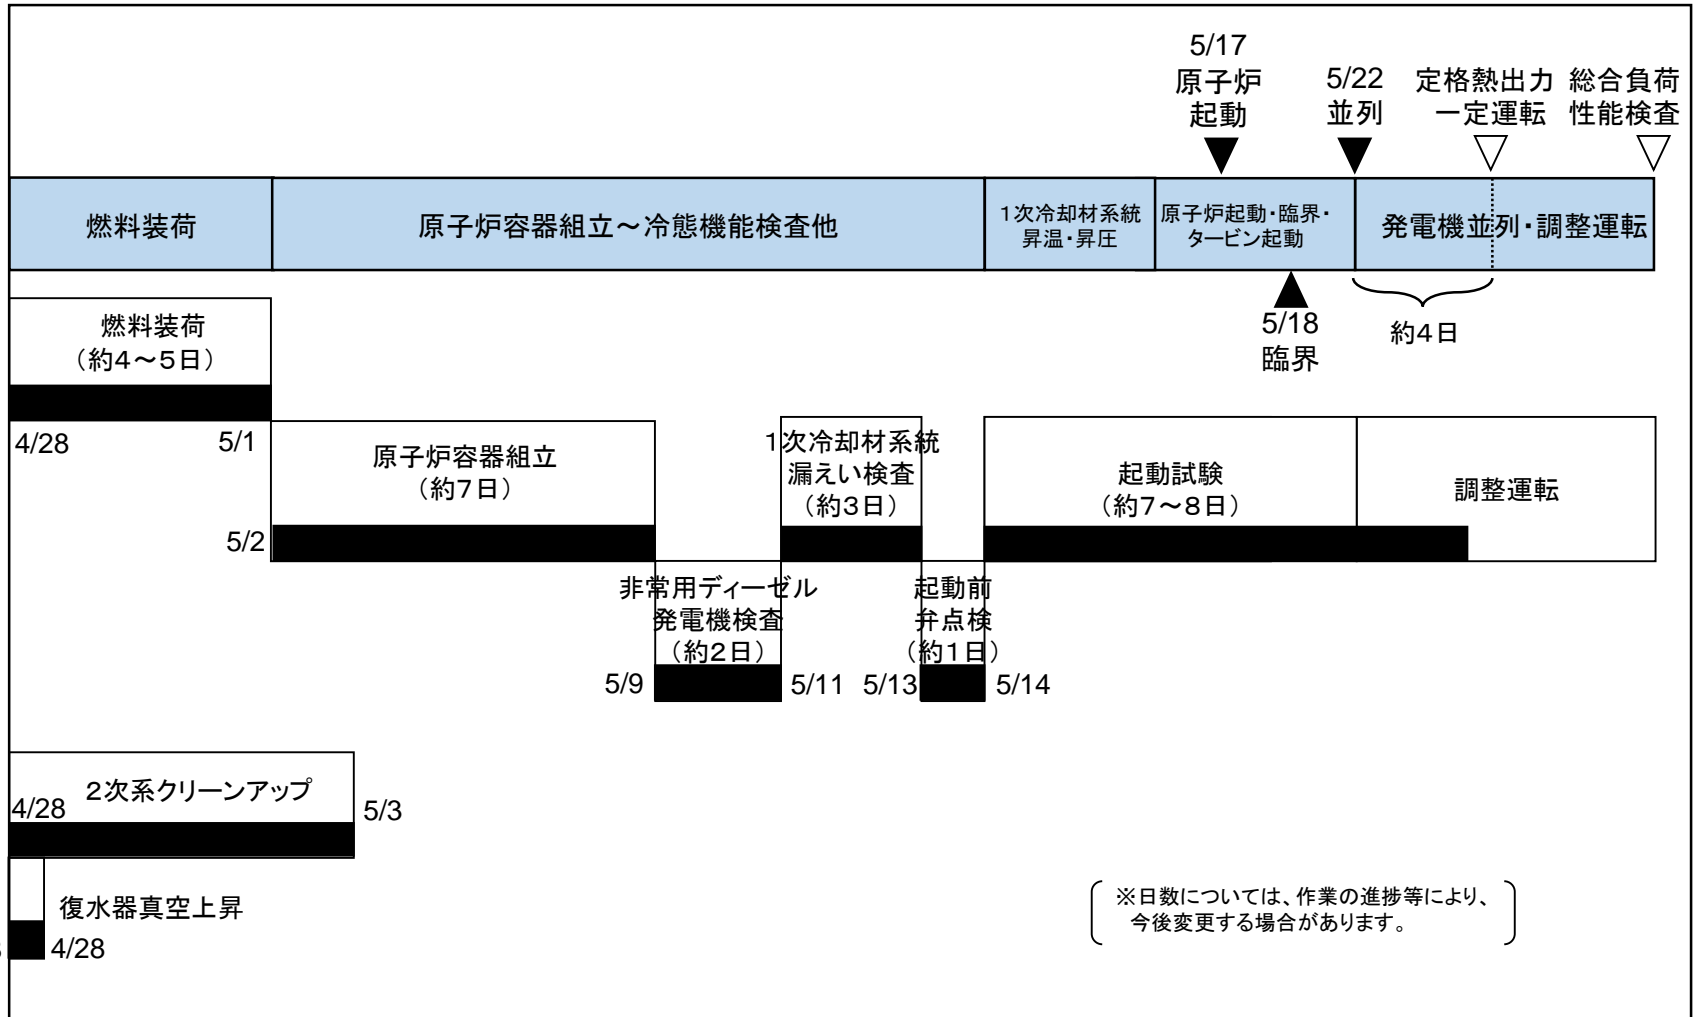 5/17
原子炉
起動
5/22
並列
定格熱出力
一定運転
総合負荷
性能検査
燃料装荷
原子炉容器組立～冷態機能検査他
1次冷却材系統
昇温・昇圧
原子炉起動・臨界・
タービン起動
発電機並列・調整運転
5/18
臨界
約4日
燃料装荷
（約4～5日）
4/28
5/1
原子炉容器組立
（約7日）
5/2
1次冷却材系統
漏えい検査
（約3日）
起動試験
（約7～8日）
調整運転
非常用ディーゼル
発電機検査
（約2日）
5/9
5/11
起動前
弁点検
（約1日）
5/13
5/14
2次系クリーンアップ
4/28
5/3
復水器真空上昇
4/28
※日数については、作業の進捗等により、
今後変更する場合があります。